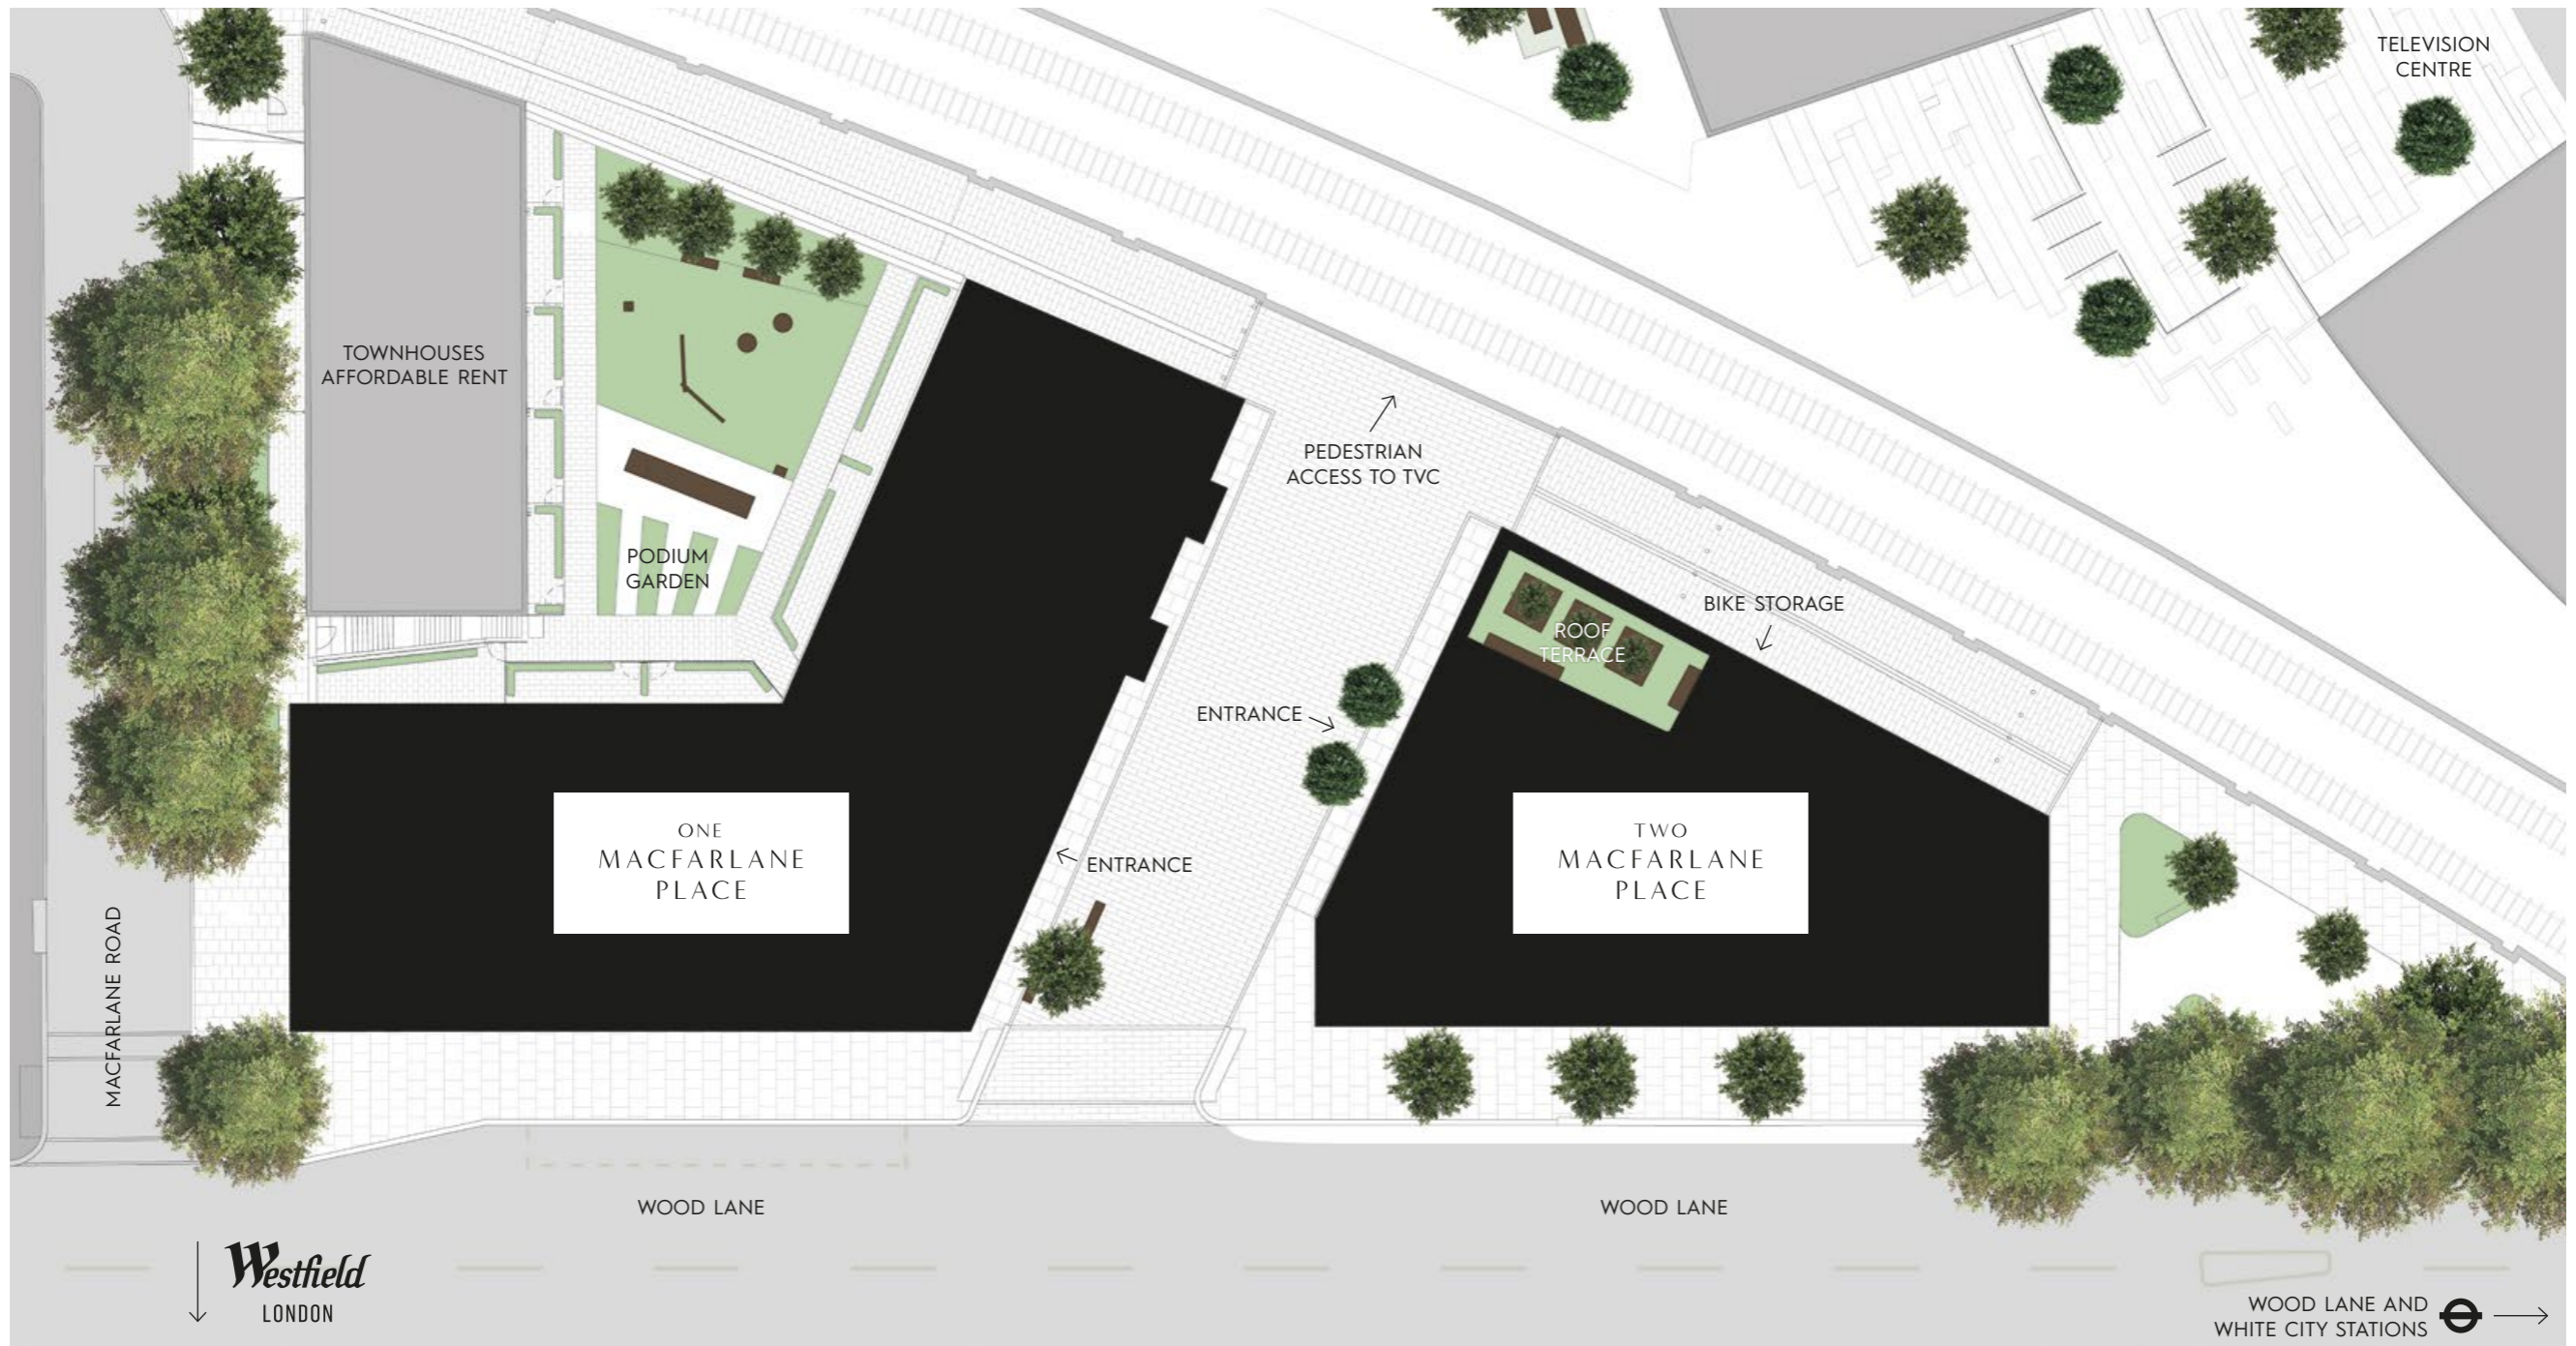 TELEVISION
CENTRE
TOWNHOUSES
AFFORDABLE RENT
PEDESTRIAN
ACCESS TO TVC
PODIUM
GARDEN
BIKE STORAGE
ROOF
TERRACE
ENTRANCE
ONE
MACFARLANE
PLACE
ENTRANCE
TWO
MACFARLANE
PLACE
MACFARLANE ROAD
WOOD LANE
WOOD LANE
Westfield
LONDON
WOOD LANE AND
WHITE CITY STATIONS